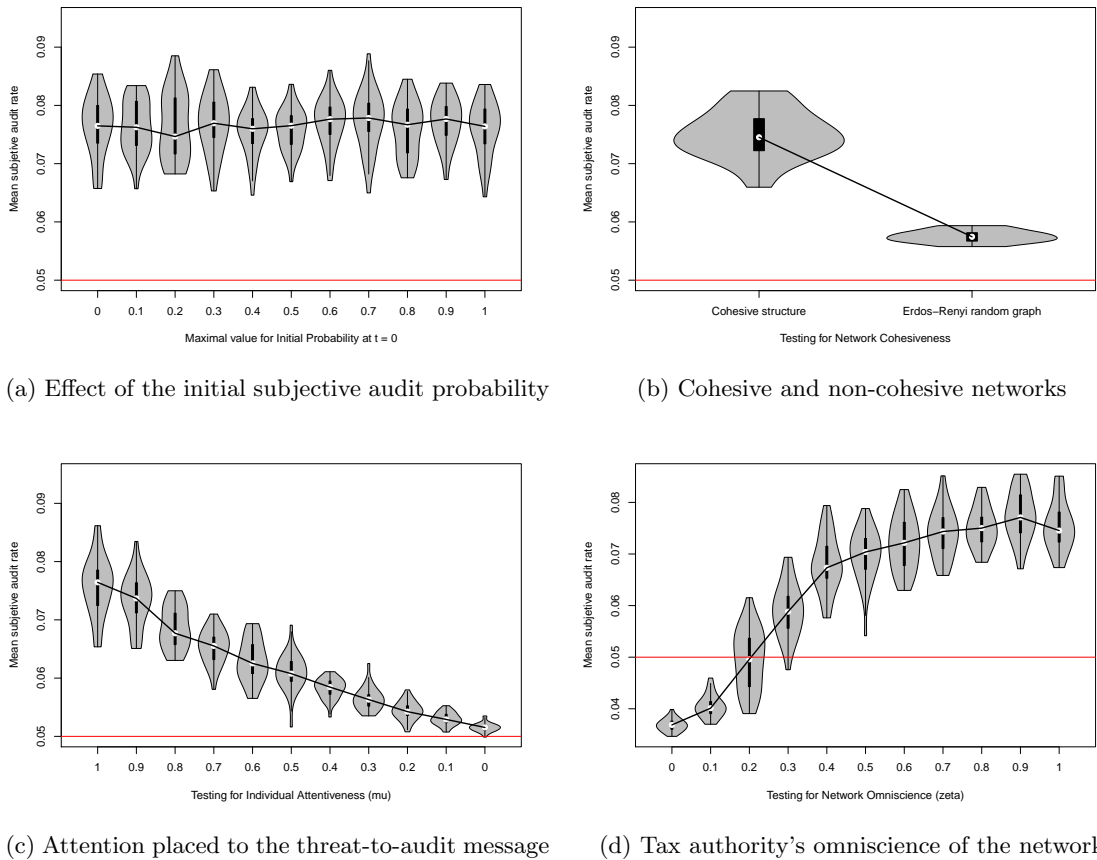 Mean subjetive audit rate
0.05 0.06 0.07 0.08 0.09
0 0.1 0.2 0.3 0.4 0.5 0.6 0.7 0.8 0.9 1
Maximal value for Initial Probability at t = 0
(a) Effect of the initial subjective audit probability
Mean subjetive audit rate
0.05 0.06 0.07 0.08 0.09
Cohesive structure Erdos−Renyi random graph
Testing for Network Cohesiveness
(b) Cohesive and non-cohesive networks
Mean subjetive audit rate
0.05 0.06 0.07 0.08 0.09
1 0.9 0.8 0.7 0.6 0.5 0.4 0.3 0.2 0.1 0
Testing for Individual Attentiveness (mu)
(c) Attention placed to the threat-to-audit message
Mean subjetive audit rate
0.04 0.05 0.06 0.07 0.08
0 0.1 0.2 0.3 0.4 0.5 0.6 0.7 0.8 0.9 1
Testing for Network Omniscience (zeta)
(d) Tax authority's omniscience of the network